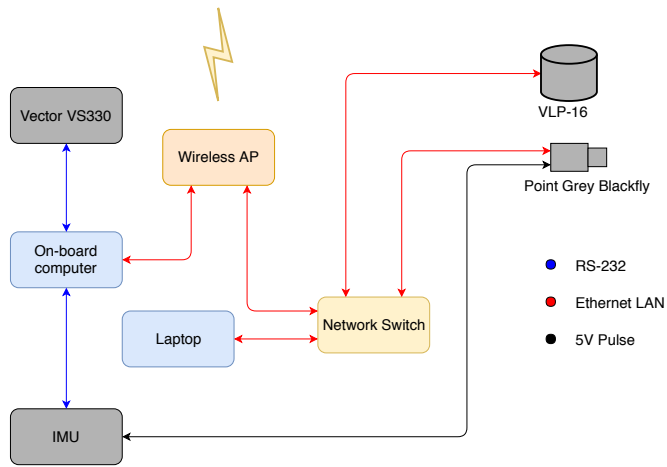 Vector VS330
Wireless AP
VLP-16
Point Grey Blackfly
On-board
computer
RS-232
Ethernet LAN
5V Pulse
Laptop
Network Switch
IMU